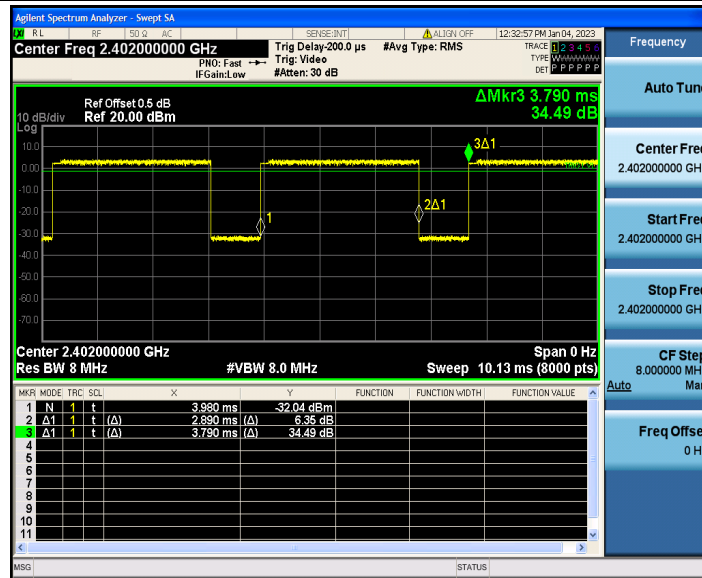 Agilent Spectrum Analyzer - Swept SA
LXI RL RF 50 Ω AC SENSE:INT ALIGN OFF 12:32:57 PM Jan 04, 2023
Center Freq 2.402000000 GHz
PNO: Fast
IFGain:Low
Trig Delay-200.0 µs
Trig: Video
#Atten: 30 dB
#Avg Type: RMS
TRACE 1 2 3 4 5 6
TYPE WWWWWW
DET P P P P P P
Ref Offset 0.5 dB
Ref 20.00 dBm
10 dB/div
Log
ΔMkr3 3.790 ms
34.49 dB
10.0
0.00
-10.0
-20.0
-30.0
-40.0
-50.0
-60.0
-70.0
3Δ1
2Δ1
1
Center 2.402000000 GHz
Span 0 Hz
Res BW 8 MHz
#VBW 8.0 MHz
Sweep 10.13 ms (8000 pts)
MKR MODE TRC SCL X Y FUNCTION FUNCTION WIDTH FUNCTION VALUE
1 N 1 t 3.980 ms -32.04 dBm
2 Δ1 1 t (Δ) 2.890 ms (Δ) 6.35 dB
3 Δ1 1 t (Δ) 3.790 ms (Δ) 34.49 dB
4
5
6
7
8
9
10
11
MSG
STATUS
Frequency
Auto Tun
Center Fre
2.402000000 GH
Start Fre
2.402000000 GH
Stop Fre
2.402000000 GH
CF Step
8.000000 MH
Auto Ma
Freq Offse
0 H